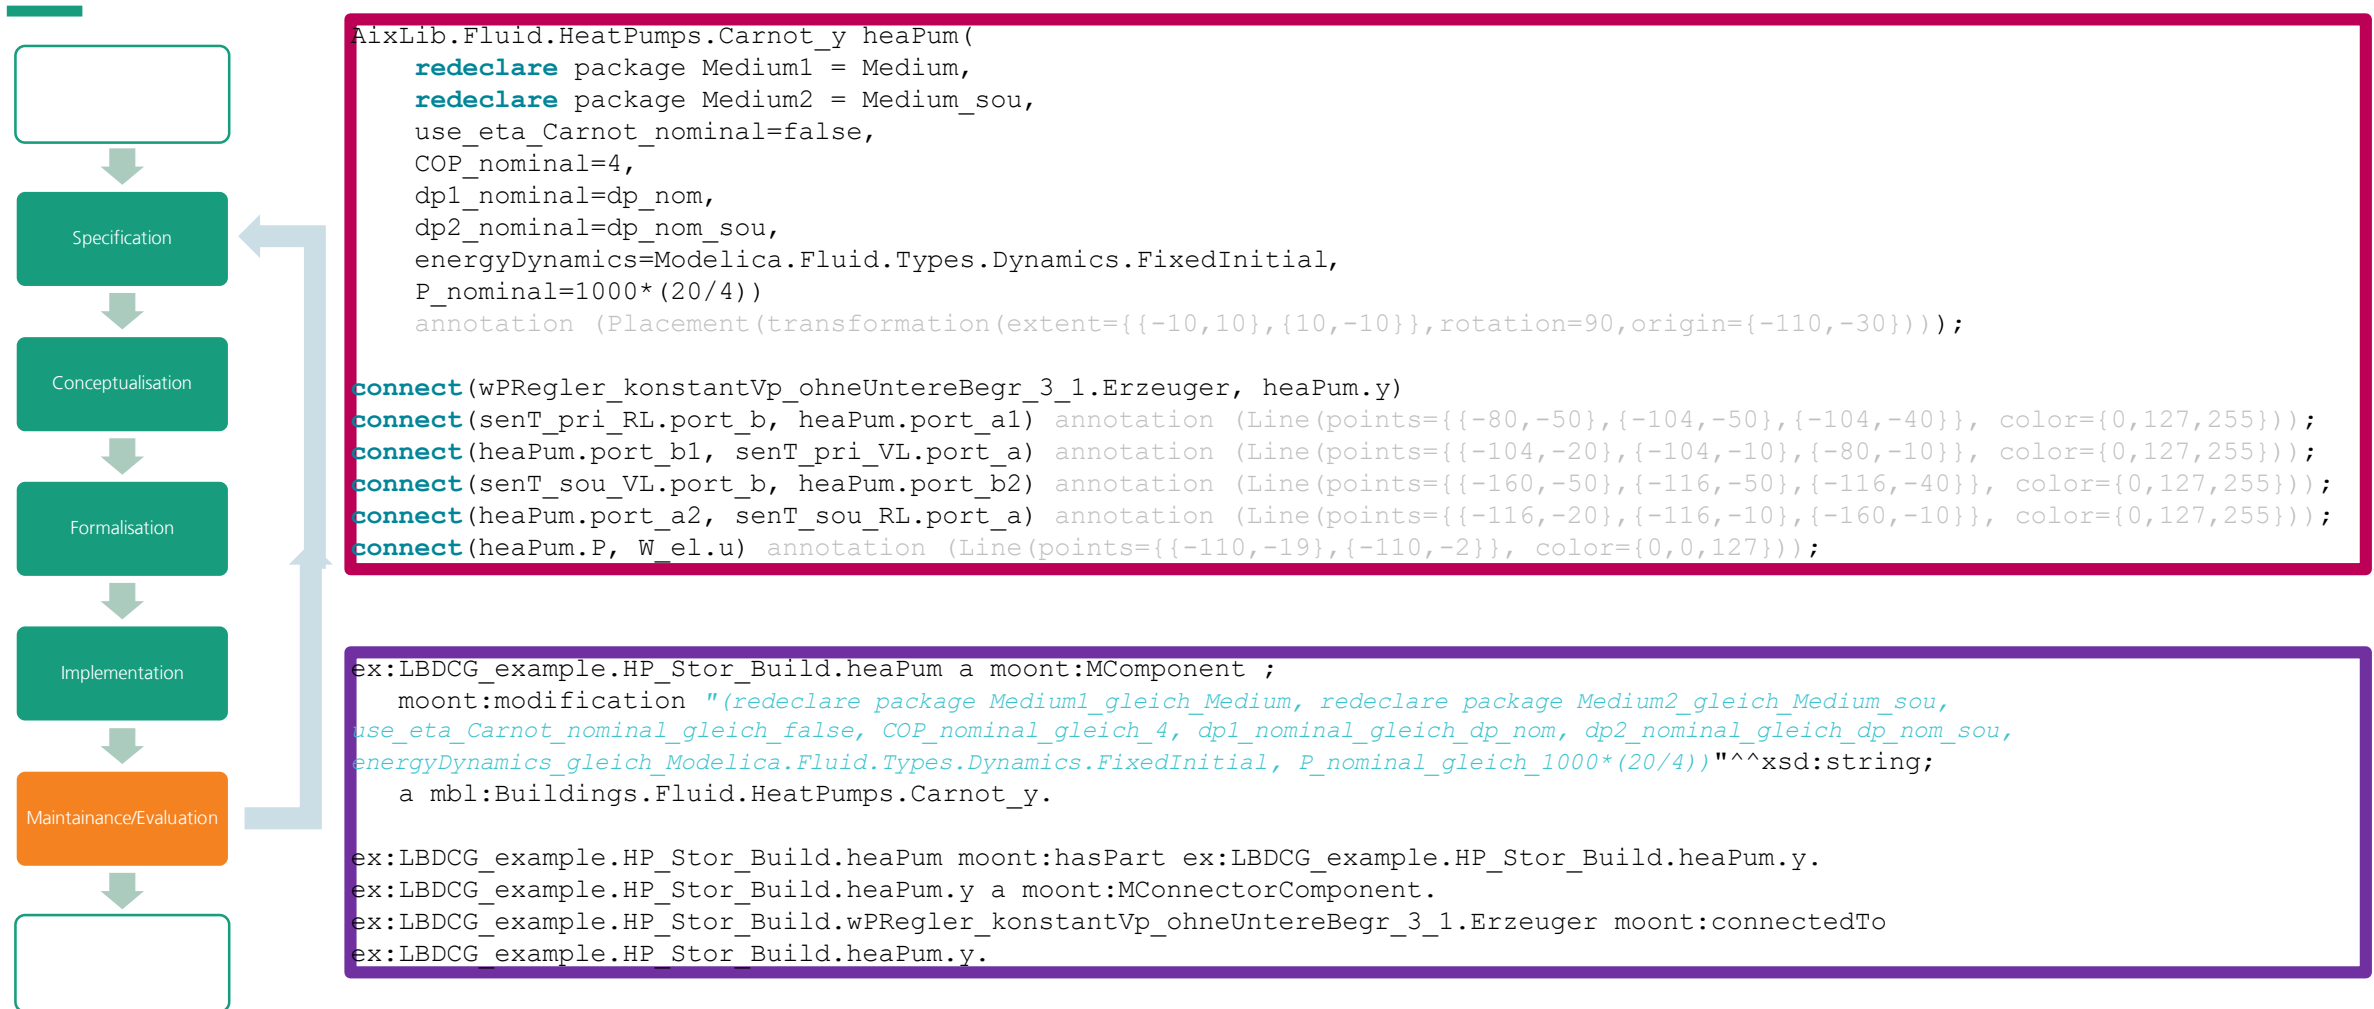 Specification
Conceptualisation
Formalisation
Implementation
Maintainance/Evaluation
AixLib.Fluid.HeatPumps.Carnot_y heaPum(
    redeclare package Medium1 = Medium,
    redeclare package Medium2 = Medium_sou,
    use_eta_Carnot_nominal=false,
    COP_nominal=4,
    dp1_nominal=dp_nom,
    dp2_nominal=dp_nom_sou,
    energyDynamics=Modelica.Fluid.Types.Dynamics.FixedInitial,
    P_nominal=1000*(20/4))
    annotation (Placement(transformation(extent={{-10,10},{10,-10}},rotation=90,origin={-110,-30})));
connect(wPRegler_konstantVp_ohneUntereBegr_3_1.Erzeuger, heaPum.y)
connect(senT_pri_RL.port_b, heaPum.port_a1) annotation (Line(points={{-80,-50},{-104,-50},{-104,-40}}, color={0,127,255}));
connect(heaPum.port_b1, senT_pri_VL.port_a) annotation (Line(points={{-104,-20},{-104,-10},{-80,-10}}, color={0,127,255}));
connect(senT_sou_VL.port_b, heaPum.port_b2) annotation (Line(points={{-160,-50},{-116,-50},{-116,-40}}, color={0,127,255}));
connect(heaPum.port_a2, senT_sou_RL.port_a) annotation (Line(points={{-116,-20},{-116,-10},{-160,-10}}, color={0,127,255}));
connect(heaPum.P, W_el.u) annotation (Line(points={{-110,-19},{-110,-2}}, color={0,0,127}));
ex:LBDCG_example.HP_Stor_Build.heaPum a moont:MComponent ;
   moont:modification "(redeclare package Medium1_gleich_Medium, redeclare package Medium2_gleich_Medium_sou,
use_eta_Carnot_nominal_gleich_false, COP_nominal_gleich_4, dp1_nominal_gleich_dp_nom, dp2_nominal_gleich_dp_nom_sou,
energyDynamics_gleich_Modelica.Fluid.Types.Dynamics.FixedInitial, P_nominal_gleich_1000*(20/4))"^^xsd:string;
   a mbl:Buildings.Fluid.HeatPumps.Carnot_y.
ex:LBDCG_example.HP_Stor_Build.heaPum moont:hasPart ex:LBDCG_example.HP_Stor_Build.heaPum.y.
ex:LBDCG_example.HP_Stor_Build.heaPum.y a moont:MConnectorComponent.
ex:LBDCG_example.HP_Stor_Build.wPRegler_konstantVp_ohneUntereBegr_3_1.Erzeuger moont:connectedTo
ex:LBDCG_example.HP_Stor_Build.heaPum.y.